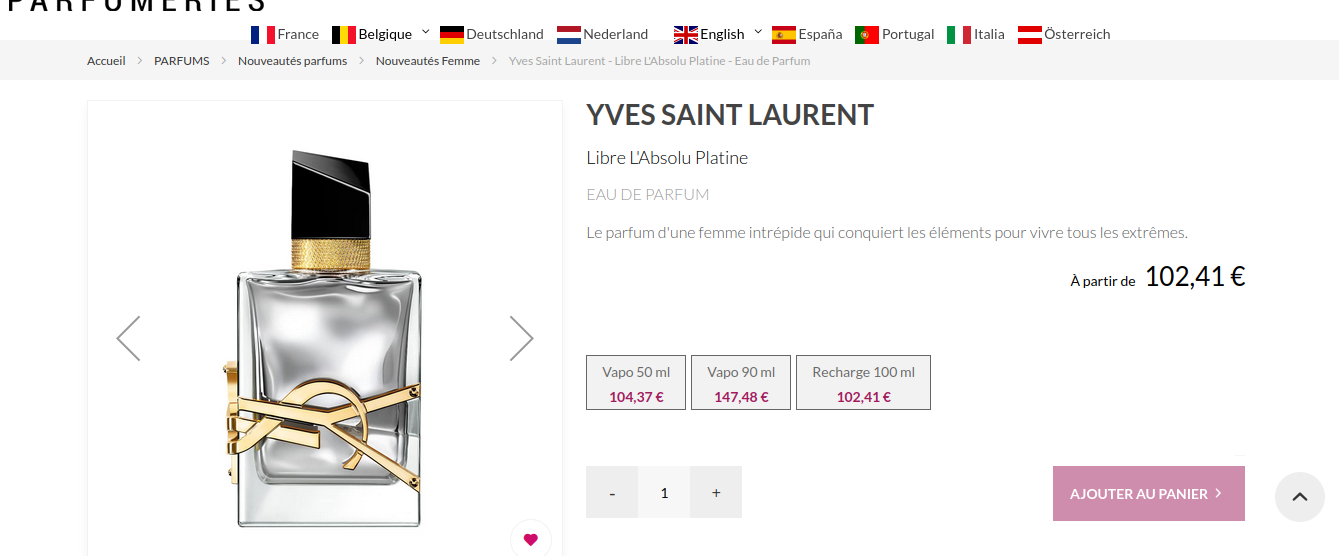 PARFUMERIES
France Belgique Deutschland Nederland English España Portugal Italia Österreich
Accueil > PARFUMS > Nouveautés parfums > Nouveautés Femme > Yves Saint Laurent - Libre L'Absolu Platine - Eau de Parfum
YVES SAINT LAURENT
Libre L'Absolu Platine
EAU DE PARFUM
Le parfum d'une femme intrépide qui conquiert les éléments pour vivre tous les extrêmes.
À partir de 102,41 €
Vapo 50 ml Vapo 90 ml Recharge 100 ml
104,37 € 147,48 € 102,41 €
- 1 + AJOUTER AU PANIER >